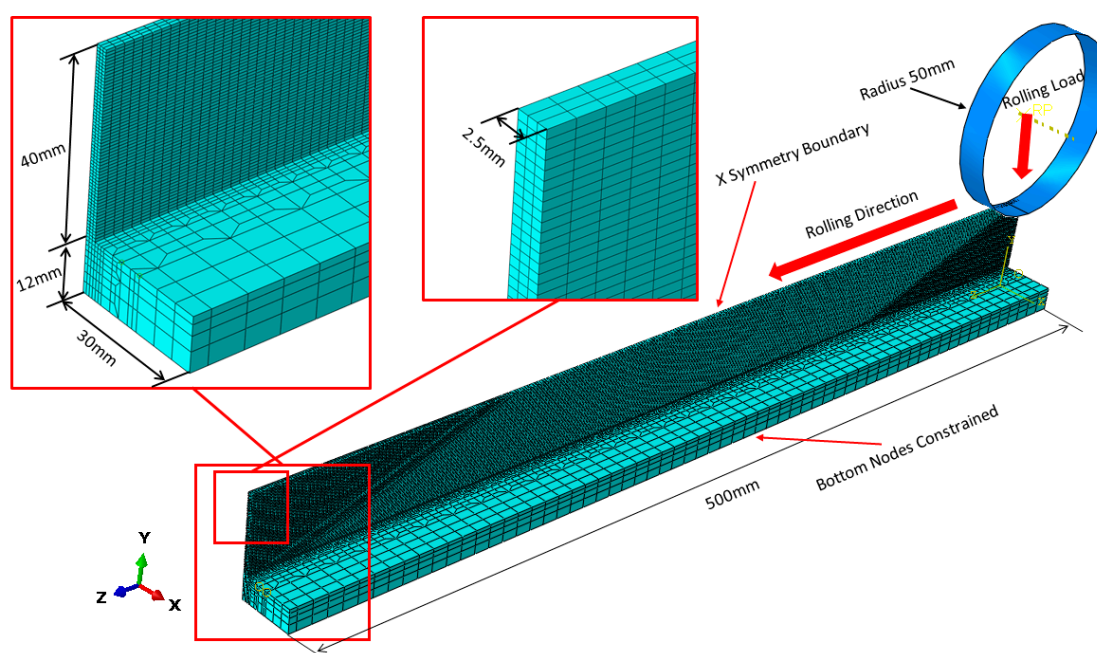 40mm
12mm
30mm
2.5mm
X Symmetry Boundary
Rolling Direction
Radius 50mm
Rolling Load
RP
Bottom Nodes Constrained
500mm
Y
Z
X